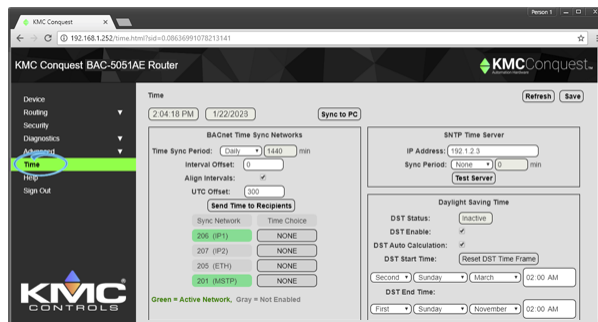 Person 1
KMC Conquest
192.168.1.252/time.html?sid=0.08636991078213141
KMC Conquest BAC-5051AE Router
KMCConquest™
Automation Hardware
Device
Routing
Security
Diagnostics
Advanced
Time
Help
Sign Out
KMC
CONTROLS
Time
Refresh
Save
2:04:18 PM
1/22/2023
Sync to PC
BACnet Time Sync Networks
Time Sync Period: Daily 1440 min
Interval Offset: 0
Align Intervals:
UTC Offset: 300
Send Time to Recipients
Sync Network Time Choice
206 (IP1) NONE
207 (IP2) NONE
205 (ETH) NONE
201 (MSTP) NONE
Green = Active Network, Gray = Not Enabled
SNTP Time Server
IP Address: 192.1.2.3
Sync Period: None 0 min
Test Server
Daylight Saving Time
DST Status: Inactive
DST Enable:
DST Auto Calculation:
DST Start Time: Reset DST Time Frame
Second Sunday March 02:00 AM
DST End Time:
First Sunday November 02:00 AM